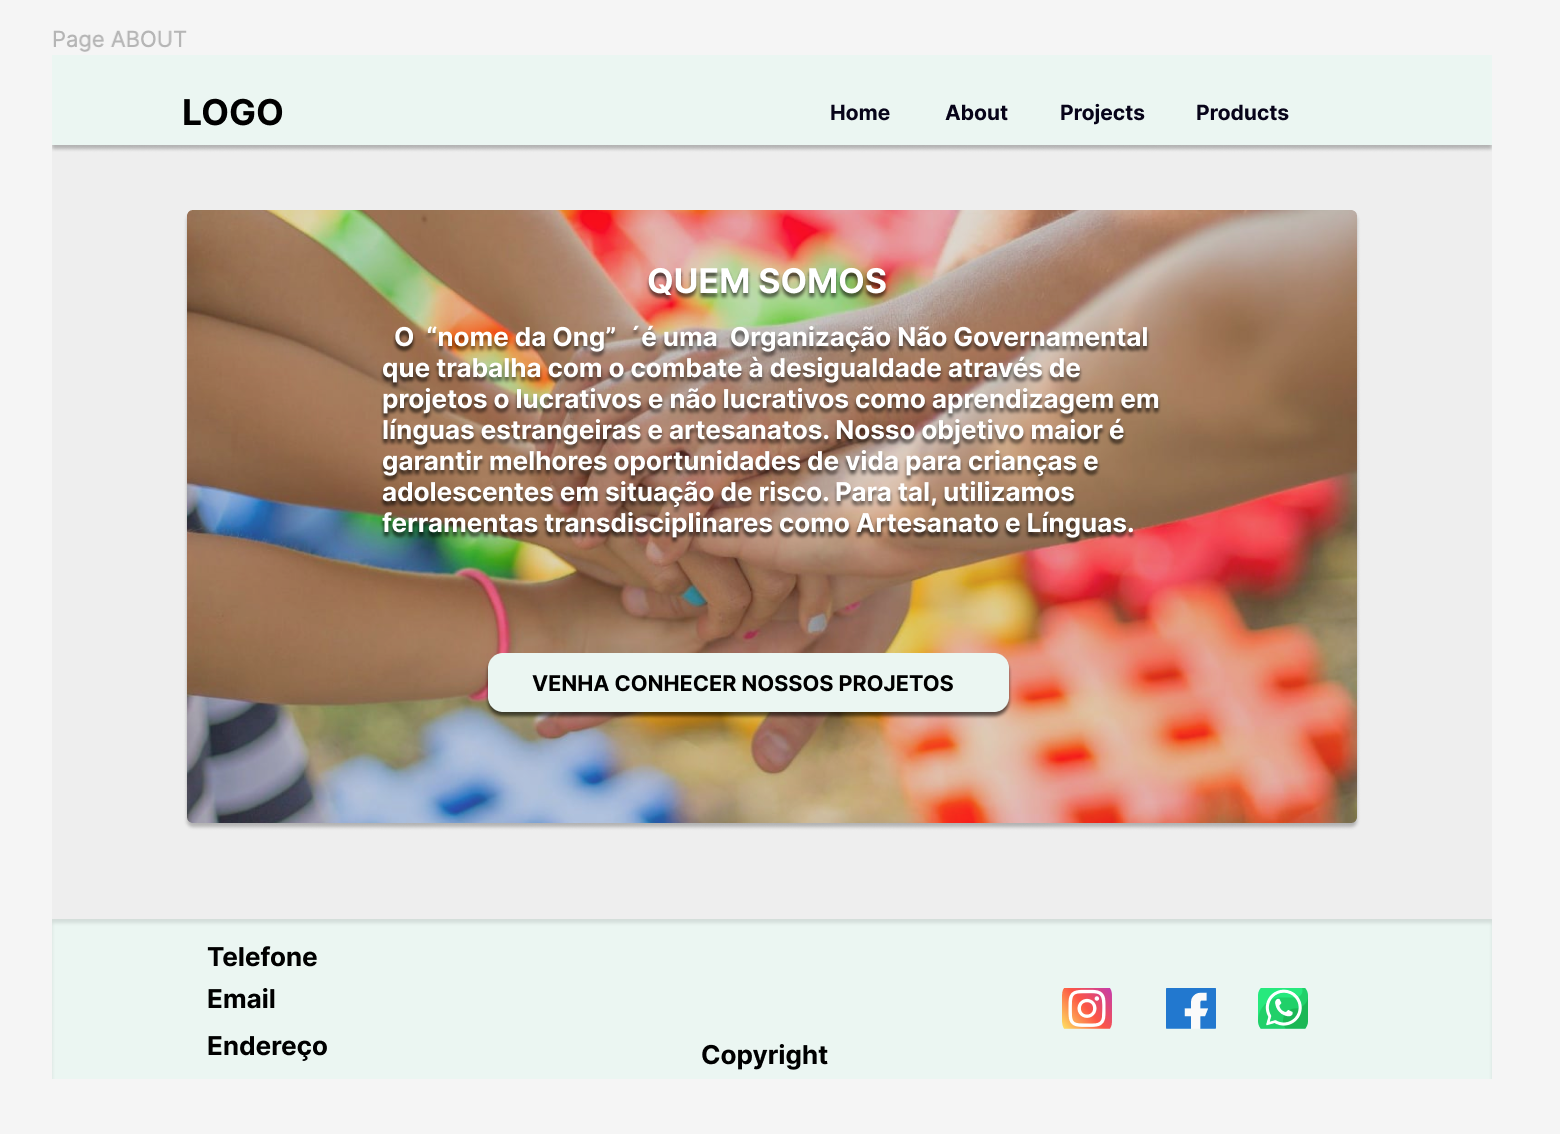 Page ABOUT
LOGO
Home About Projects Products
QUEM SOMOS
O “nome da Ong” ´é uma Organização Não Governamental
que trabalha com o combate à desigualdade através de
projetos o lucrativos e não lucrativos como aprendizagem em
línguas estrangeiras e artesanatos. Nosso objetivo maior é
garantir melhores oportunidades de vida para crianças e
adolescentes em situação de risco. Para tal, utilizamos
ferramentas transdisciplinares como Artesanato e Línguas.
VENHA CONHECER NOSSOS PROJETOS
Telefone
Email
Endereço
Copyright